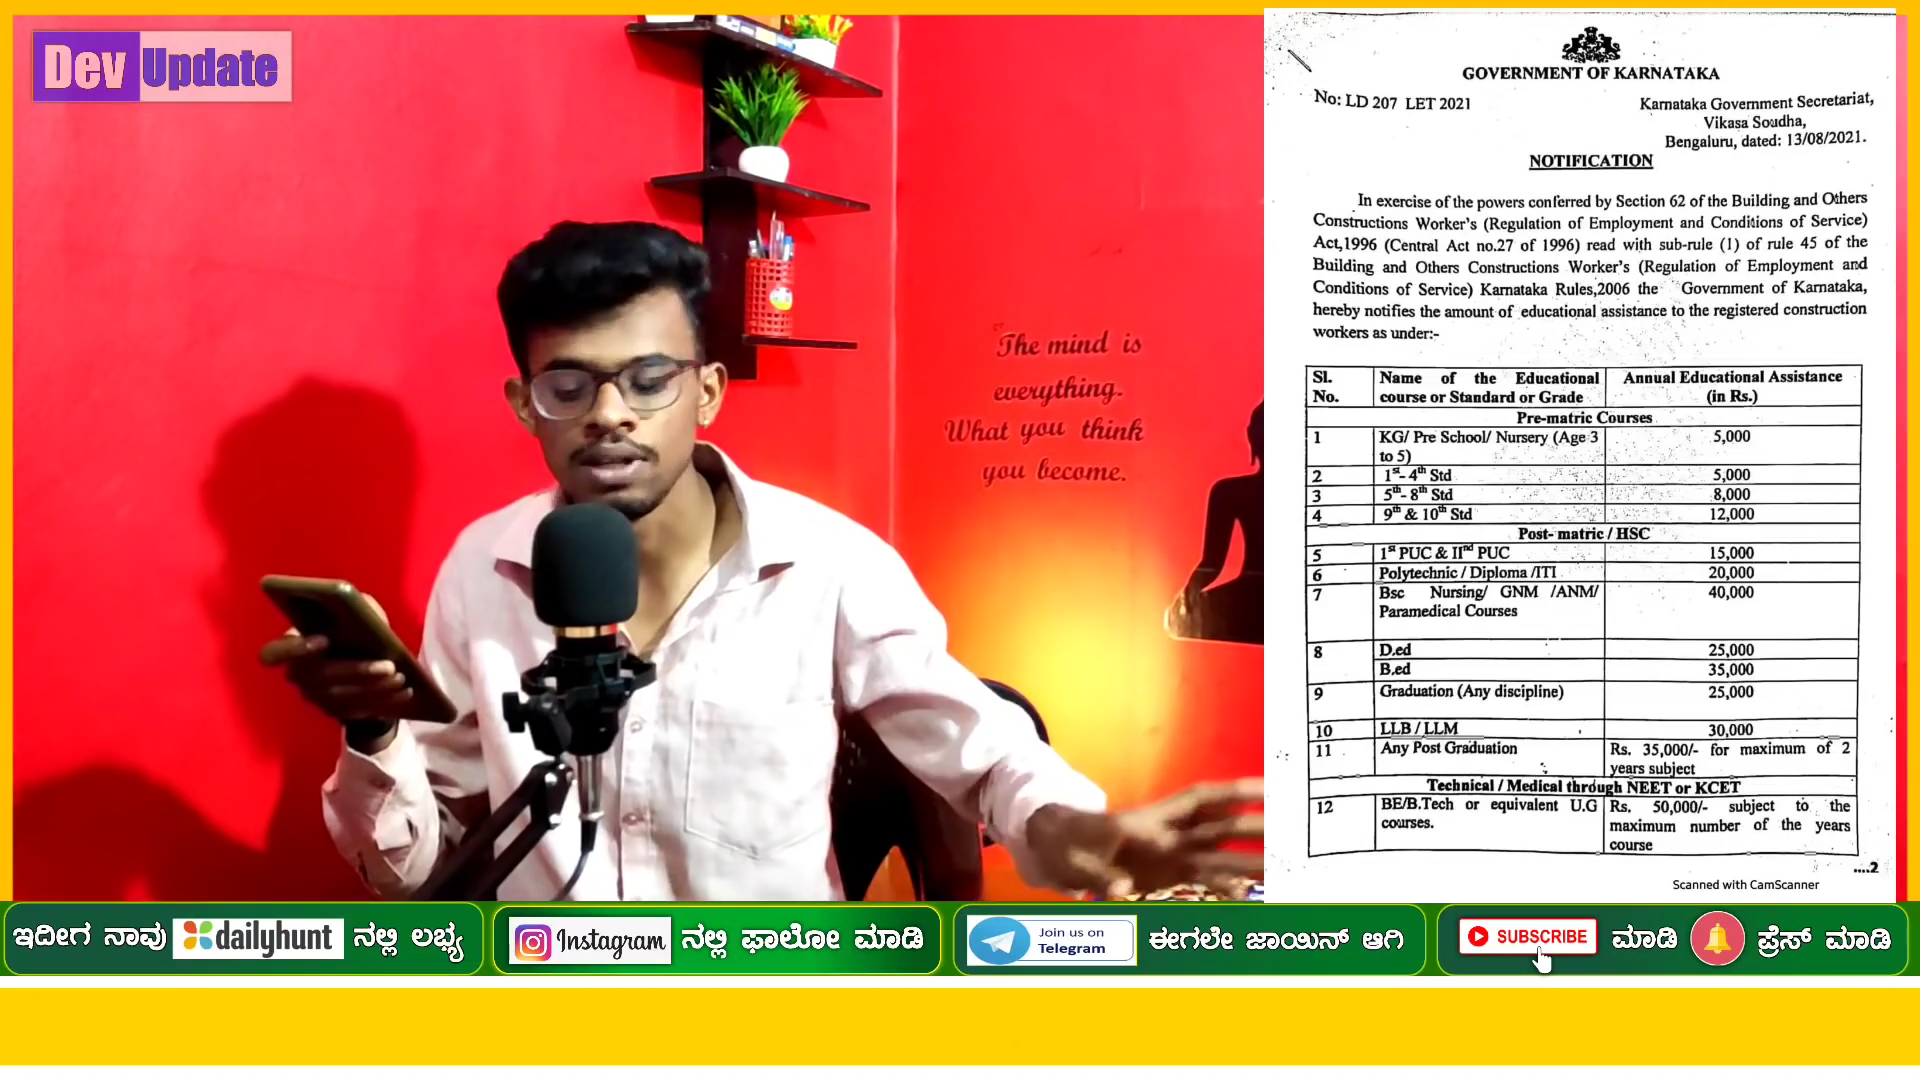 Dev Update
The mind is
everything.
What you think
you become.
GOVERNMENT OF KARNATAKA
No: LD 207 LET 2021
Karnataka Government Secretariat,
Vikasa Soudha,
Bengaluru, dated: 13/08/2021.
NOTIFICATION
In exercise of the powers conferred by Section 62 of the Building and Others
Constructions Worker's (Regulation of Employment and Conditions of Service)
Act,1996 (Central Act no.27 of 1996) read with sub-rule (1) of rule 45 of the
Building and Others Constructions Worker's (Regulation of Employment and
Conditions of Service) Karnataka Rules,2006 the Government of Karnataka,
hereby notifies the amount of educational assistance to the registered construction
workers as under:-
Sl. Name of the Educational Annual Educational Assistance
No. course or Standard or Grade (in Rs.)
Pre-matric Courses
1 KG/ Pre School/ Nursery (Age 3 5,000
to 5)
2 1st- 4th Std 5,000
3 5th- 8th Std 8,000
4 9th & 10th Std 12,000
Post- matric / HSC
5 1st PUC & IInd PUC 15,000
6 Polytechnic / Diploma /ITI 20,000
7 Bsc Nursing/ GNM /ANM/ 40,000
Paramedical Courses
8 D.ed 25,000
B.ed 35,000
9 Graduation (Any discipline) 25,000
10 LLB / LLM 30,000
11 Any Post Graduation Rs. 35,000/- for maximum of 2
years subject
Technical / Medical through NEET or KCET
12 BE/B.Tech or equivalent U.G Rs. 50,000/- subject to the
courses. maximum number of the years
course
....2
Scanned with CamScanner
ಇದೀಗ ನಾವು dailyhunt ನಲ್ಲಿ ಲಭ್ಯ
Instagram ನಲ್ಲಿ ಫಾಲೋ ಮಾಡಿ
Join us on
Telegram ಈಗಲೇ ಜಾಯಿನ್ ಆಗಿ
SUBSCRIBE ಮಾಡಿ ಪ್ರೆಸ್ ಮಾಡಿ